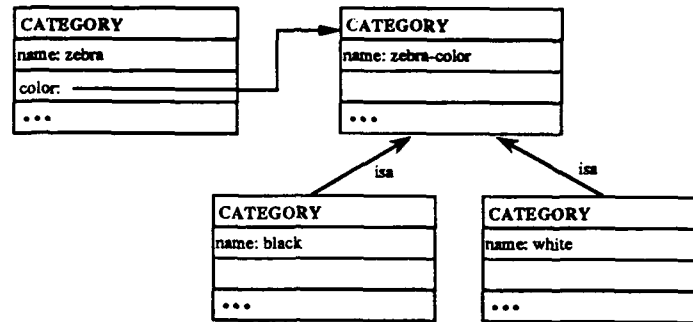 CATEGORY
name: zebra
color:
•••
CATEGORY
name: zebra-color
•••
isa
isa
CATEGORY
name: black
•••
CATEGORY
name: white
•••